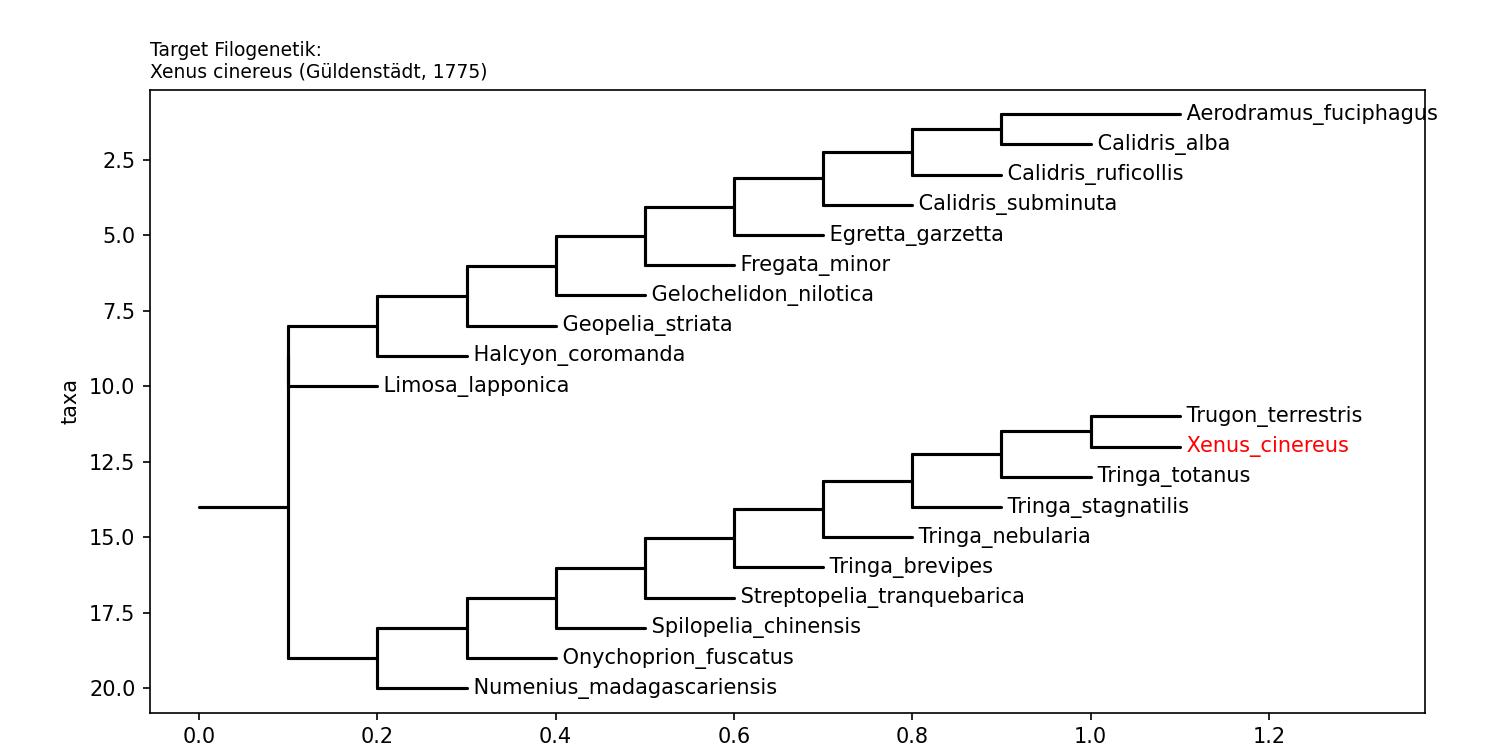 Target Filogenetik:
Xenus cinereus (Güldenstädt, 1775)
Aerodramus_fuciphagus
Calidris_alba
2.5
Calidris_ruficollis
Calidris_subminuta
5.0
Egretta_garzetta
Fregata_minor
Gelochelidon_nilotica
7.5
Geopelia_striata
Halcyon_coromanda
10.0
Limosa_lapponica
taxa
Trugon_terrestris
Xenus_cinereus
12.5
Tringa_totanus
Tringa_stagnatilis
15.0
Tringa_nebularia
Tringa_brevipes
Streptopelia_tranquebarica
17.5
Spilopelia_chinensis
Onychoprion_fuscatus
20.0
Numenius_madagascariensis
0.0 0.2 0.4 0.6 0.8 1.0 1.2